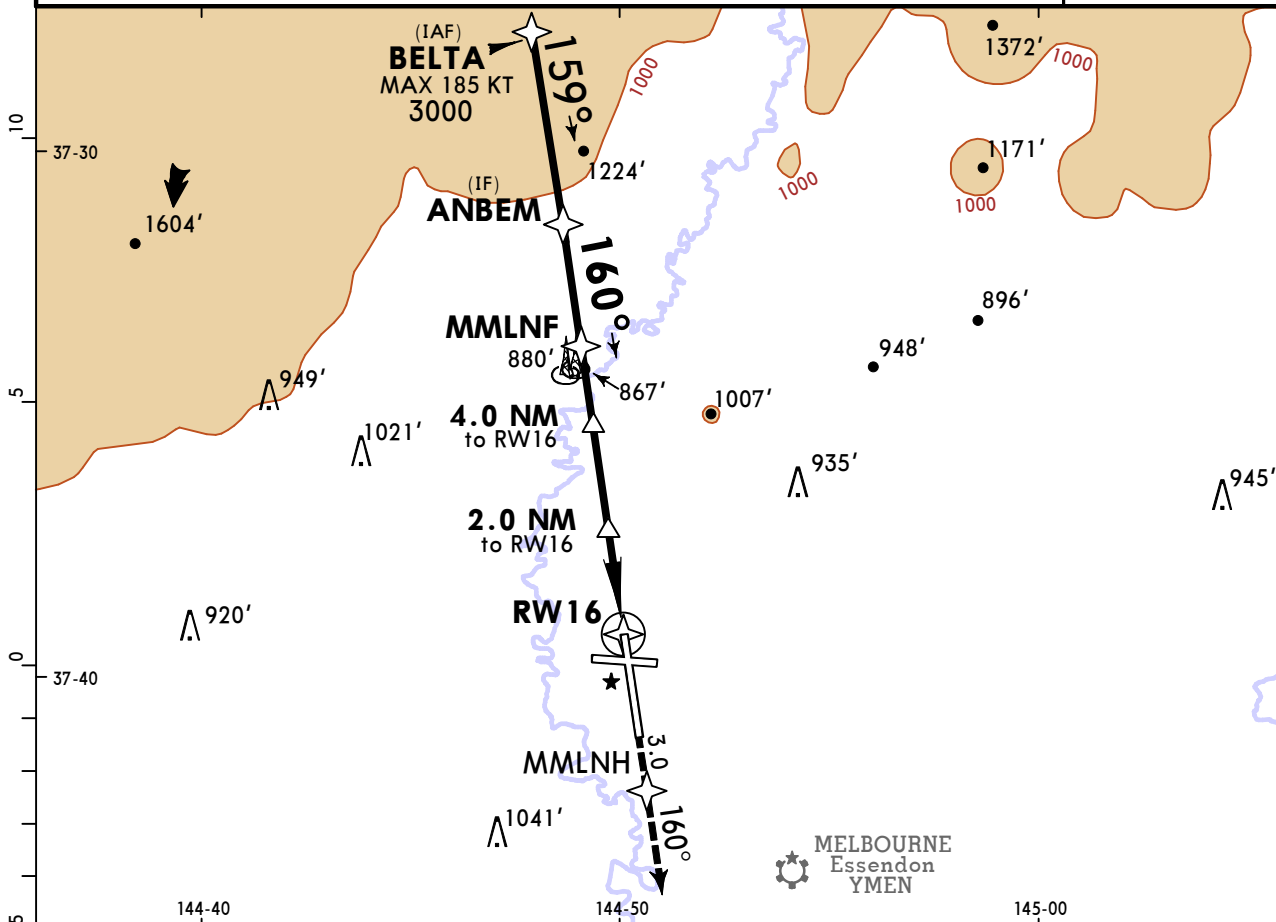 (IAF)
BELTA
MAX 185 KT
3000
159°
1000
1372'
1000
10
37-30
1224'
1171'
1000
1000
(IF)
ANBEM
1604'
160°
896'
MMLNF
880'
948'
949'
867'
1007'
5
4.0 NM
to RW16
1021'
935'
945'
2.0 NM
to RW16
RW16
920'
0
37-40
3.0
MMLNH
160°
1041'
MELBOURNE
Essendon
YMEN
144-40
144-50
145-00
5